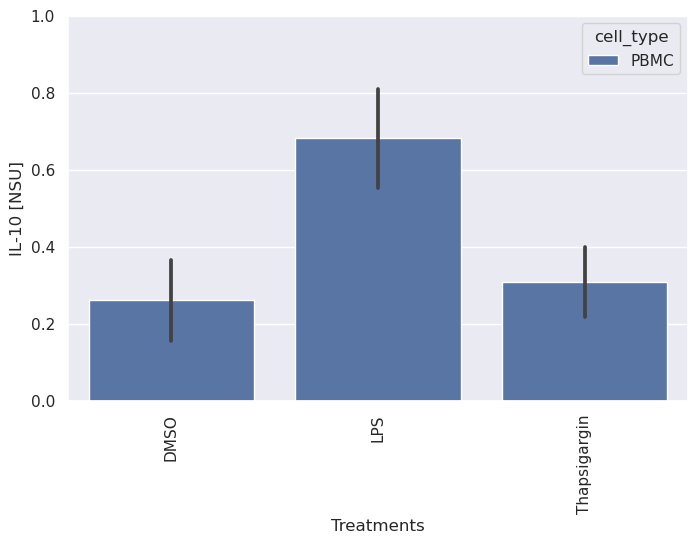 1.0
0.8
0.6
0.4
0.2
0.0
IL-10 [NSU]
cell_type
PBMC
DMSO
LPS
Thapsigargin
Treatments